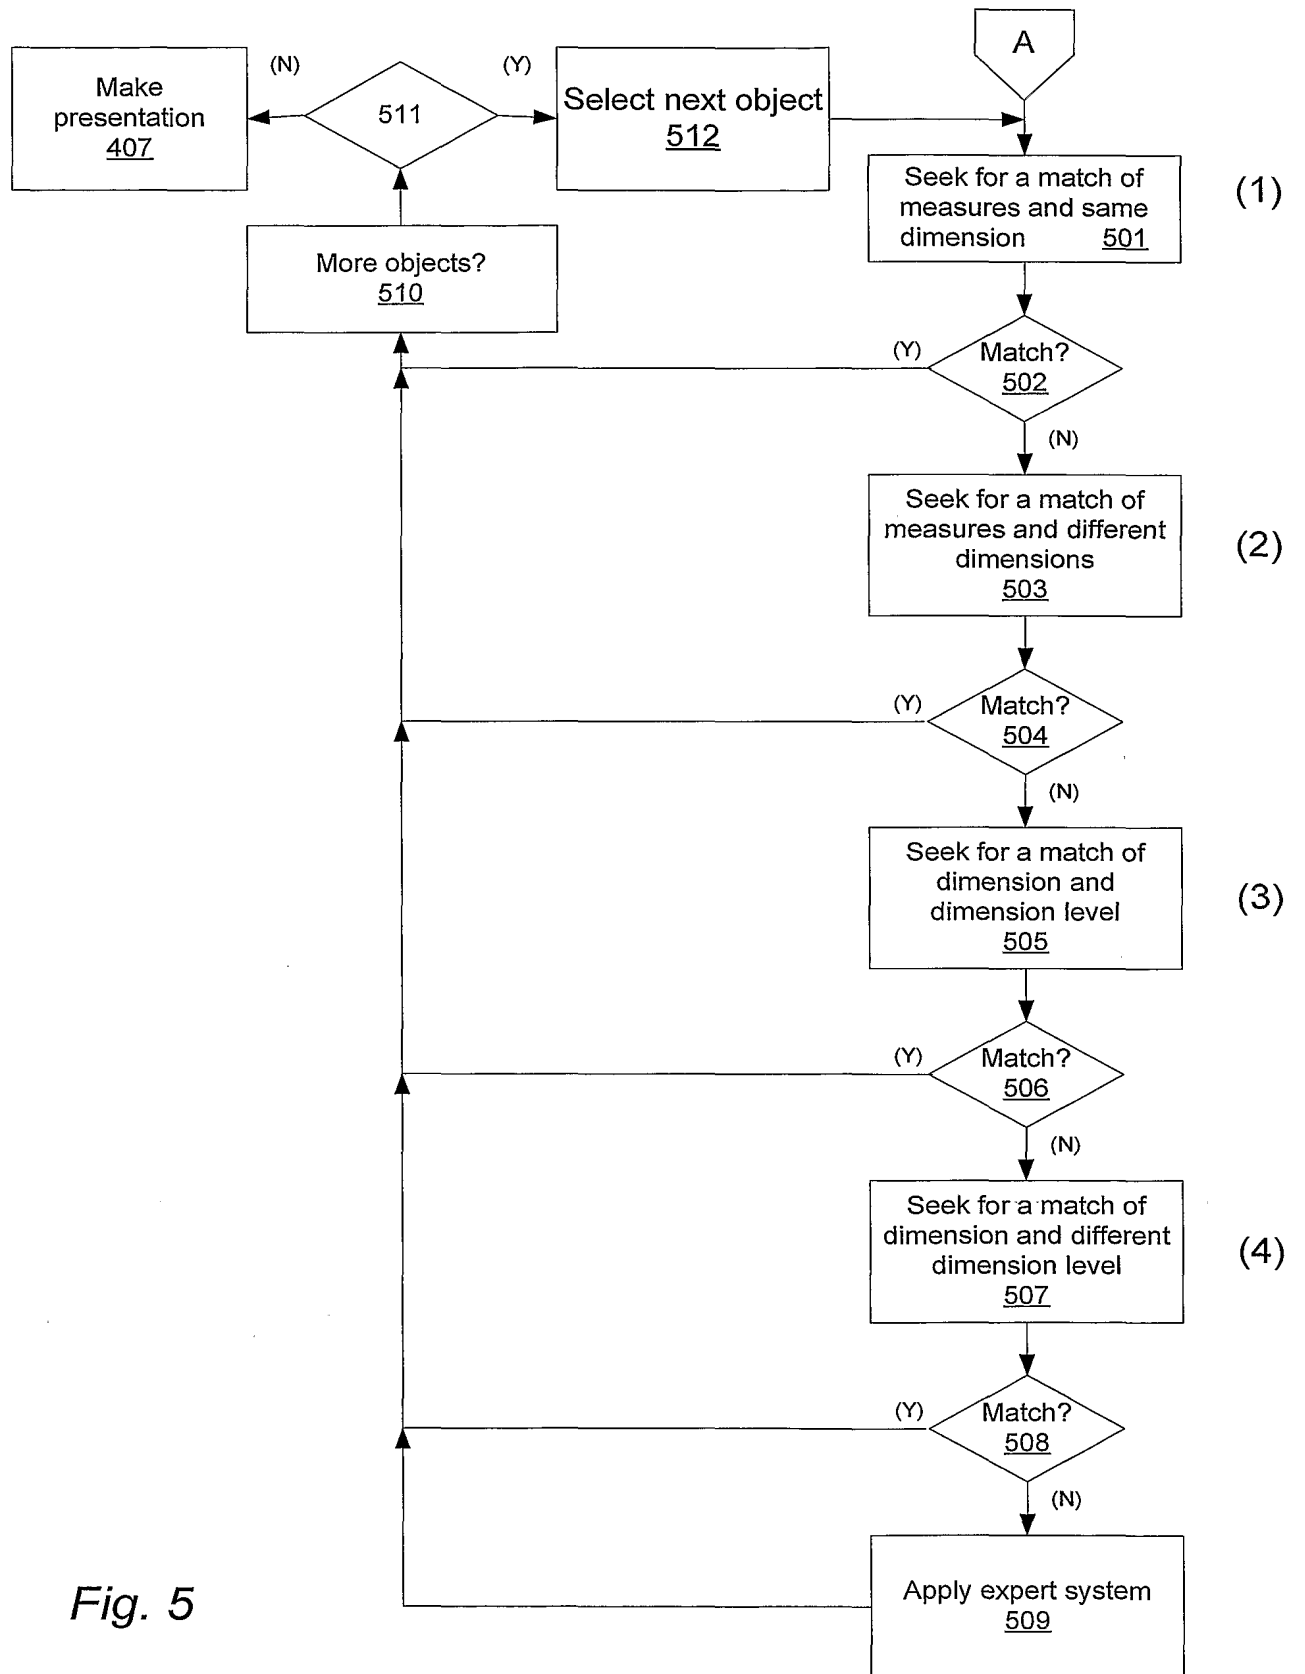 A
Make
presentation
407
(N)
511
(Y)
Select next object
512
Seek for a match of
measures and same
dimension 501
(1)
More objects?
510
(Y)
Match?
502
(N)
Seek for a match of
measures and different
dimensions
503
(2)
(Y)
Match?
504
(N)
Seek for a match of
dimension and
dimension level
505
(3)
(Y)
Match?
506
(N)
Seek for a match of
dimension and different
dimension level
507
(4)
(Y)
Match?
508
(N)
Apply expert system
509
Fig. 5